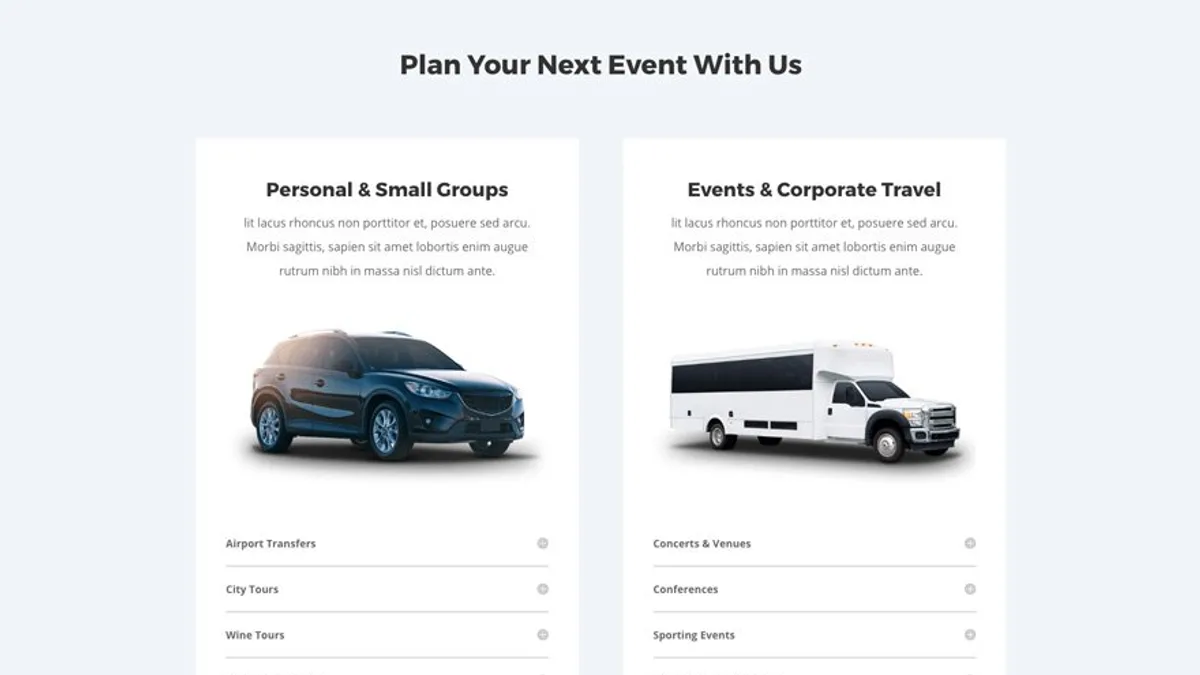 Plan Your Next Event With Us
Personal & Small Groups
lit lacus rhoncus non porttitor et, posuere sed arcu.
Morbi sagittis, sapien sit amet lobortis enim augue
rutrum nibh in massa nisl dictum ante.
Airport Transfers
City Tours
Wine Tours
Events & Corporate Travel
lit lacus rhoncus non porttitor et, posuere sed arcu.
Morbi sagittis, sapien sit amet lobortis enim augue
rutrum nibh in massa nisl dictum ante.
Concerts & Venues
Conferences
Sporting Events